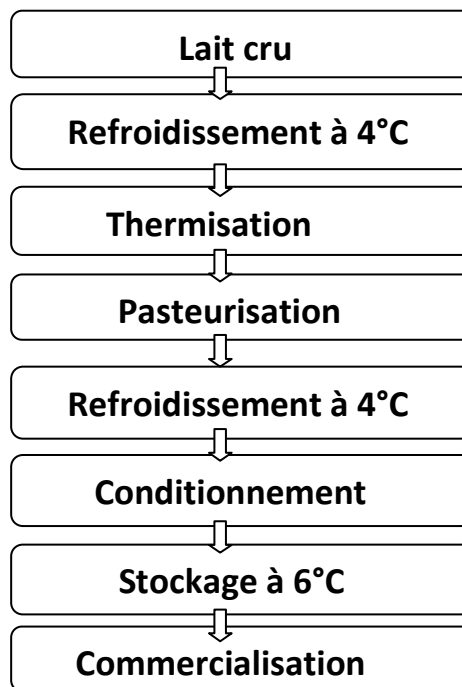 Lait cru
Refroidissement à 4°C
Thermisation
Pasteurisation
Refroidissement à 4°C
Conditionnement
Stockage à 6°C
Commercialisation